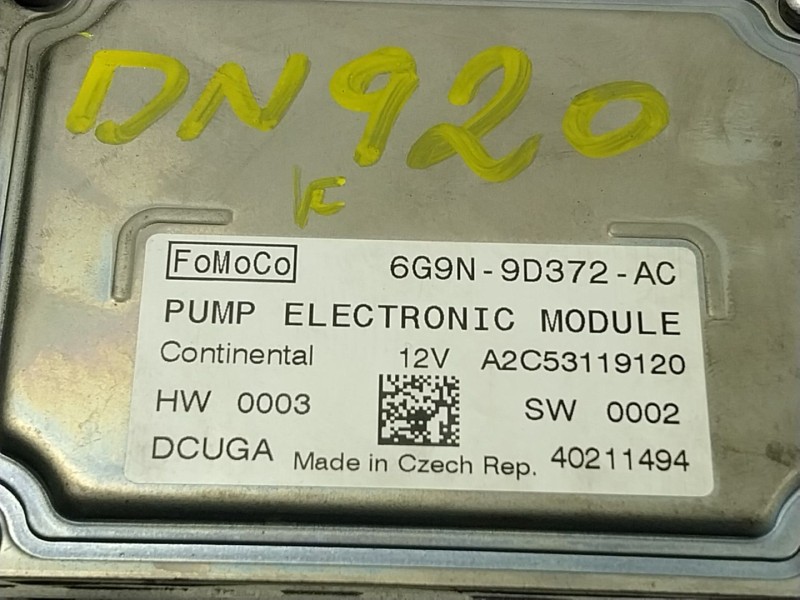 DN920
K
FoMoCo 6G9N-9D372-AC
PUMP ELECTRONIC MODULE
Continental 12V A2C53119120
HW 0003 SW 0002
DCUGA Made in Czech Rep. 40211494